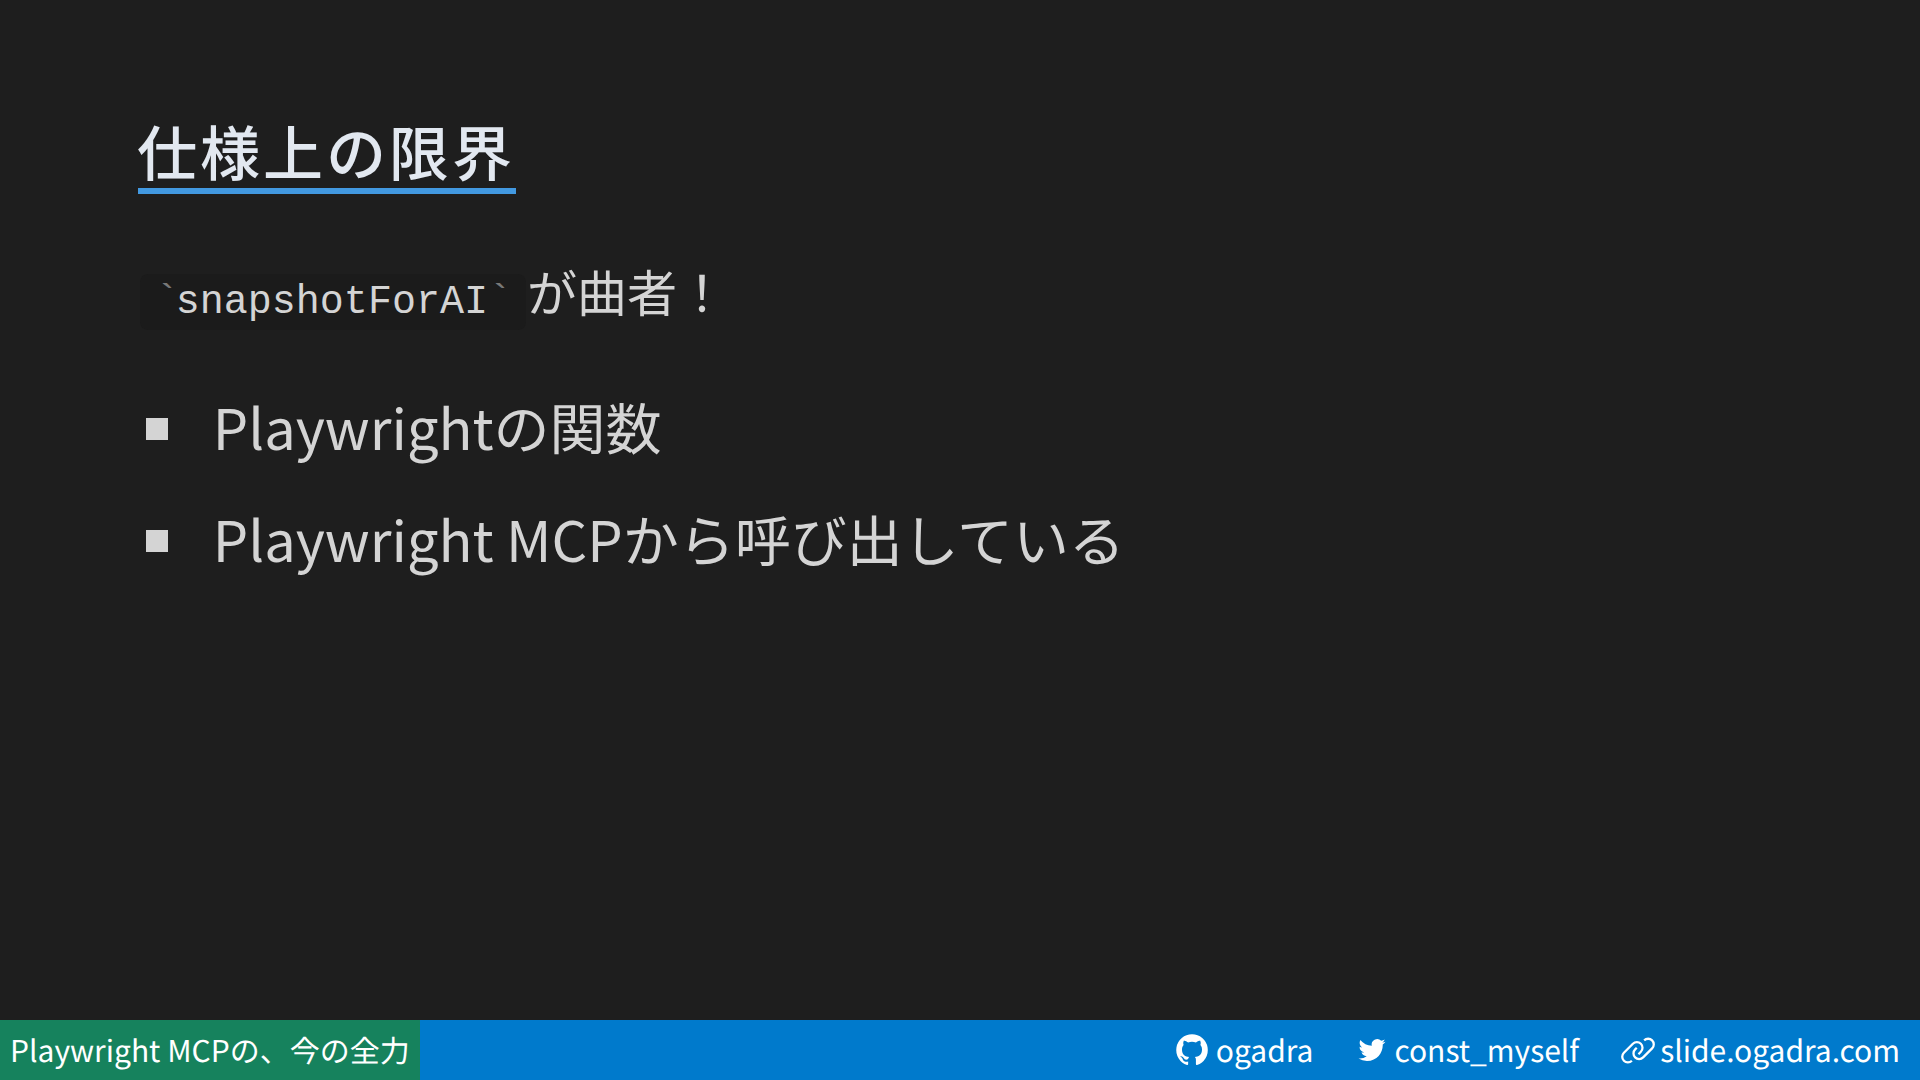 仕様上の限界
`snapshotForAI`が曲者！
Playwrightの関数
Playwright MCPから呼び出している
Playwright MCPの、今の全力
ogadra
const_myself
slide.ogadra.com